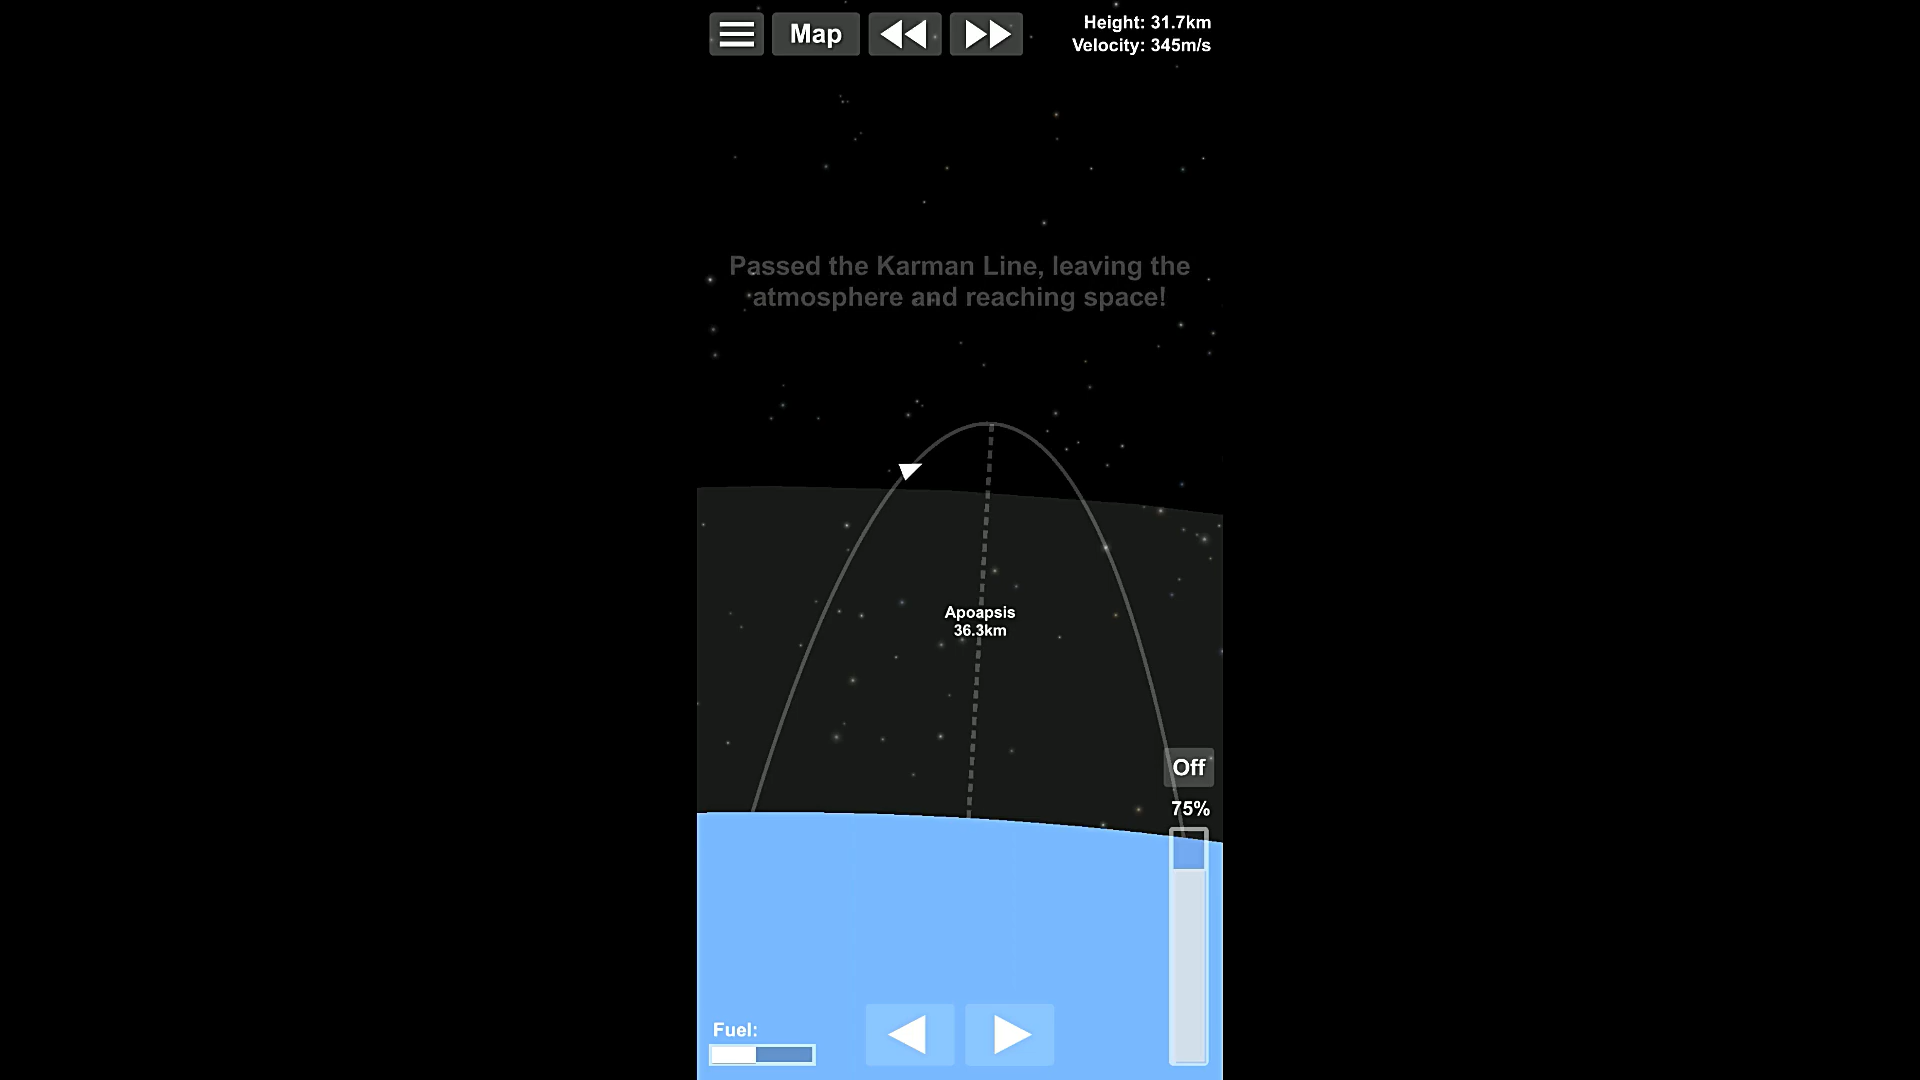 Map
Height: 31.7km
Velocity: 345m/s
Passed the Karman Line, leaving the
atmosphere and reaching space!
Apoapsis
36.3km
Off
75%
Fuel: